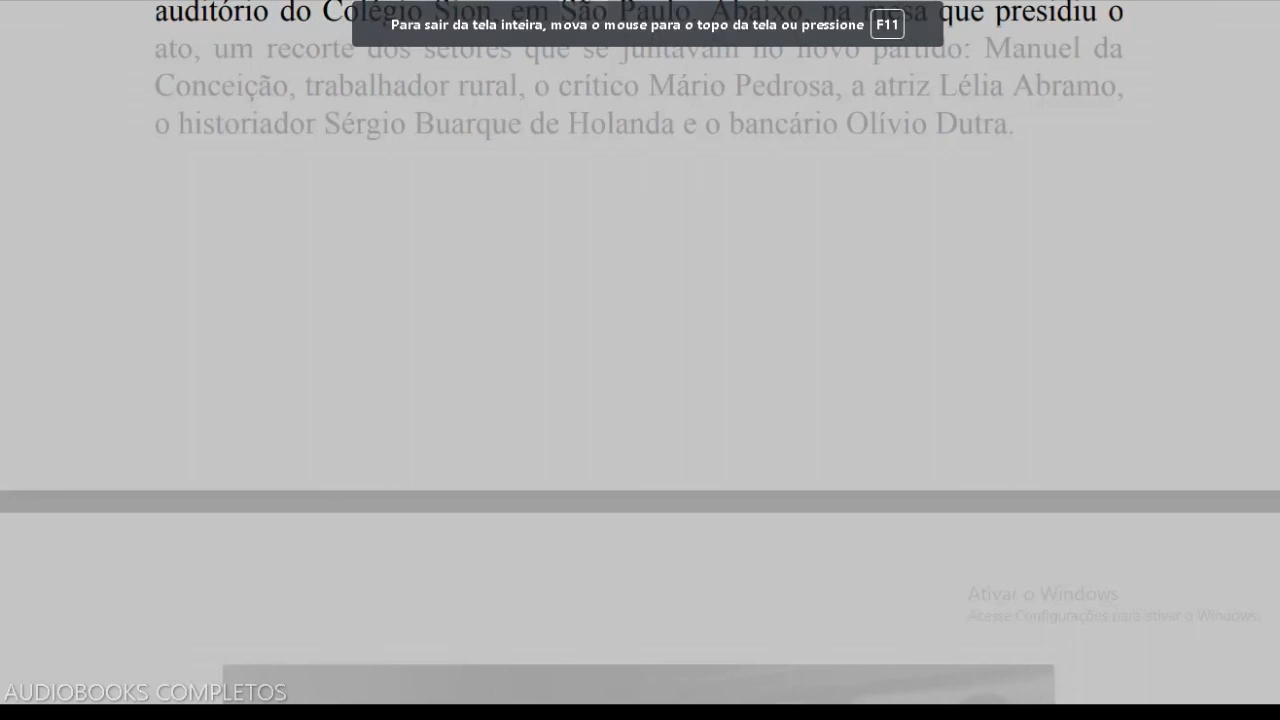 auditório do Colégio Sion, em São Paulo. Abaixo, na mesa que presidiu o
Para sair da tela inteira, mova o mouse para o topo da tela ou pressione F11
ato, um recorte dos setores que se juntavam no novo partido: Manuel da
Conceição, trabalhador rural, o crítico Mário Pedrosa, a atriz Lélia Abramo,
o historiador Sérgio Buarque de Holanda e o bancário Olívio Dutra.
Ativar o Windows
Acesse Configurações para ativar o Windows.
AUDIOBOOKS COMPLETOS